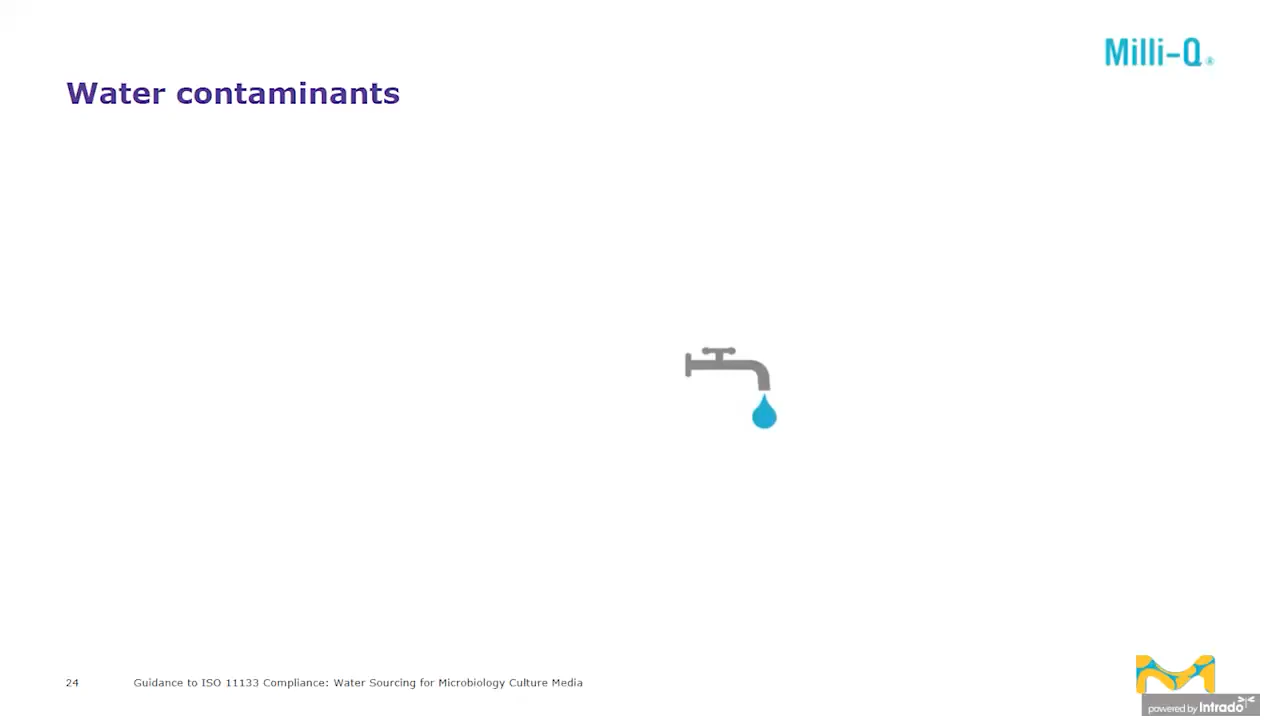 Milli-Q®
Water contaminants
24 Guidance to ISO 11133 Compliance: Water Sourcing for Microbiology Culture Media
powered by Intrado